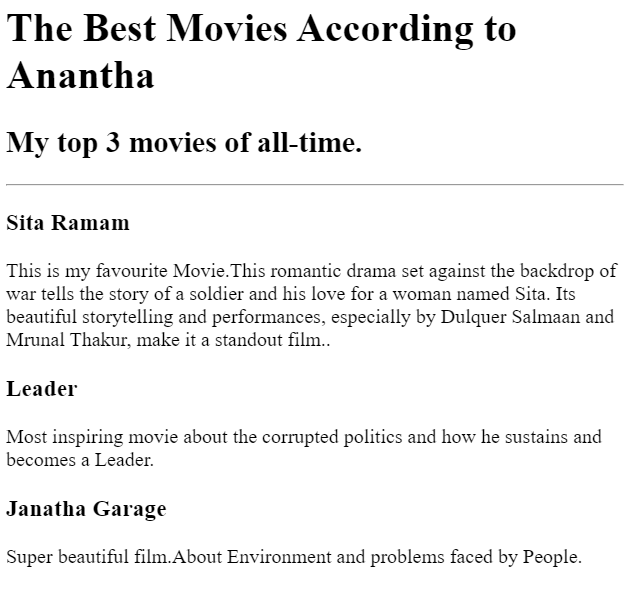 The Best Movies According to
Anantha
My top 3 movies of all-time.
Sita Ramam
This is my favourite Movie.This romantic drama set against the backdrop of
war tells the story of a soldier and his love for a woman named Sita. Its
beautiful storytelling and performances, especially by Dulquer Salmaan and
Mrunal Thakur, make it a standout film..
Leader
Most inspiring movie about the corrupted politics and how he sustains and
becomes a Leader.
Janatha Garage
Super beautiful film.About Environment and problems faced by People.